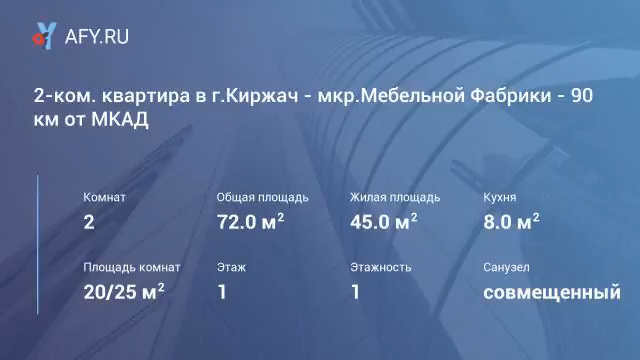 AFY.RU
2-ком. квартира в г.Киржач - мкр.Мебельной Фабрики - 90
км от МКАД
Комнат
2
Общая площадь
72.0 м²
Жилая площадь
45.0 м²
Кухня
8.0 м²
Площадь комнат
20/25 м²
Этаж
1
Этажность
1
Санузел
совмещенный